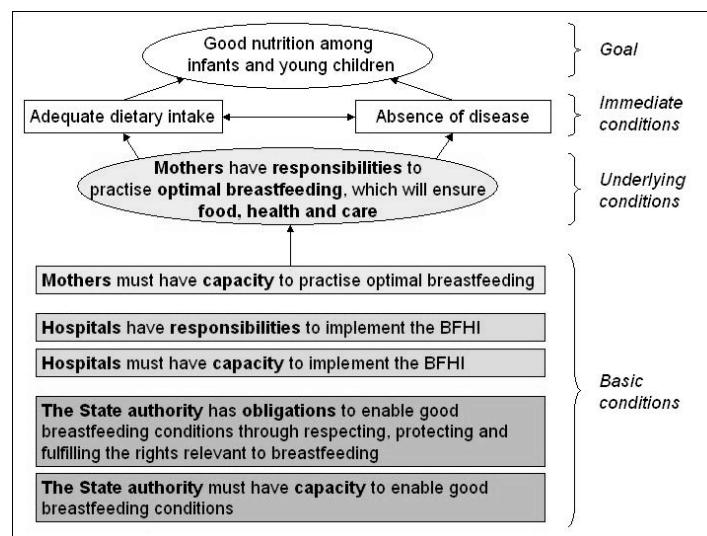 Good nutrition among
infants and young children
Goal
Adequate dietary intake
Absence of disease
Immediate
conditions
Mothers have responsibilities to
practise optimal breastfeeding, which will ensure
food, health and care
Underlying
conditions
Mothers must have capacity to practise optimal breastfeeding
Hospitals have responsibilities to implement the BFHI
Hospitals must have capacity to implement the BFHI
The State authority has obligations to enable good
breastfeeding conditions through respecting, protecting and
fulfilling the rights relevant to breastfeeding
The State authority must have capacity to enable good
breastfeeding conditions
Basic
conditions